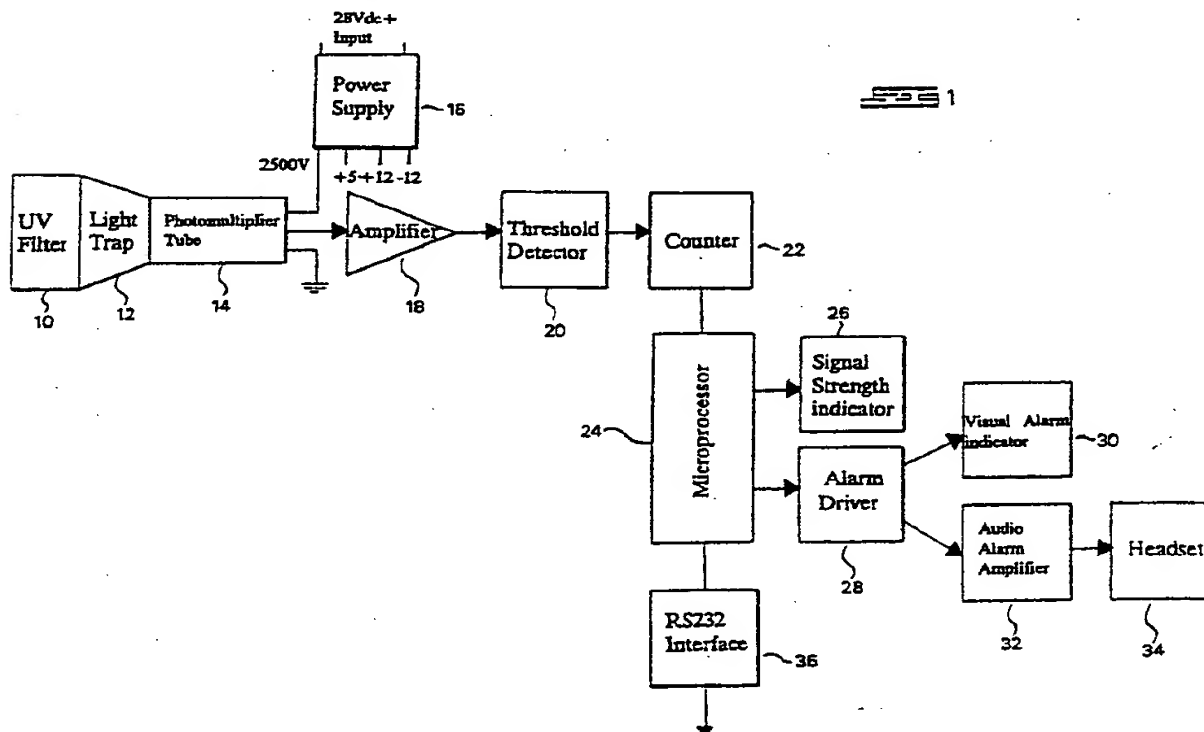 28Vdc+
Input
Power
Supply
16
1
2500V
+5+12-12
UV
Filter
Light
Trap
Photomultiplier
Tube
Amplifier
Threshold
Detector
Counter
22
10
12
14
18
20
26
Signal
Strength
indicator
24
Microprocessor
Visual Alarm
indicator
30
Alarm
Driver
28
Audio
Alarm
Amplifier
32
Headset
34
RS232
Interface
36